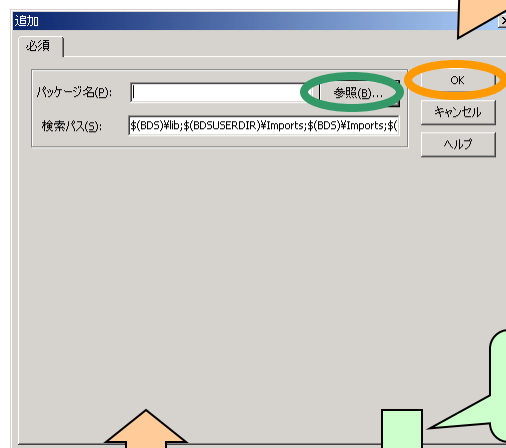 追加
必須
パッケージ名(P):
参照(B)...
検索パス(S):
$(BDS)¥lib;$(BDSUSERDIR)¥Imports;$(BDS)¥Imports;$(
OK
キャンセル
ヘルプ